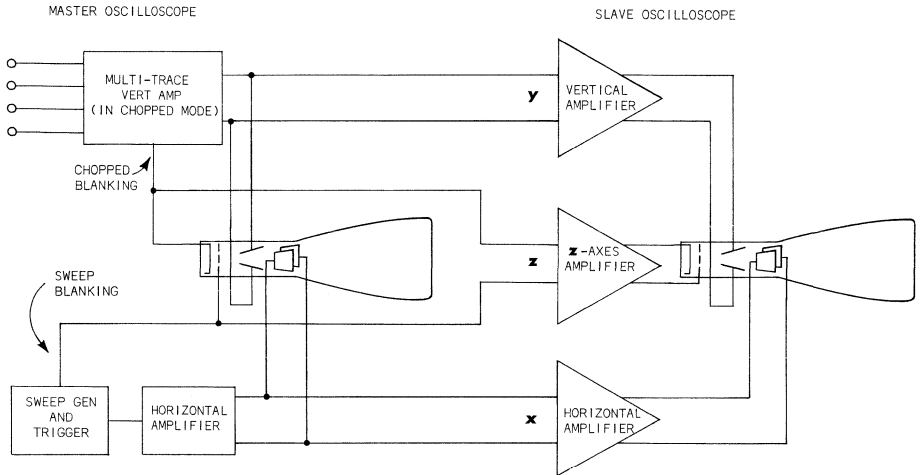 MASTER OSCILLOSCOPE
SLAVE OSCILLOSCOPE
MULTI-TRACE
VERT AMP
(IN CHOPPED MODE)
y
VERTICAL
AMPLIFIER
CHOPPED
BLANKING
z
Z-AXES
AMPLIFIER
SWEEP
BLANKING
SWEEP GEN
AND
TRIGGER
HORIZONTAL
AMPLIFIER
x
HORIZONTAL
AMPLIFIER